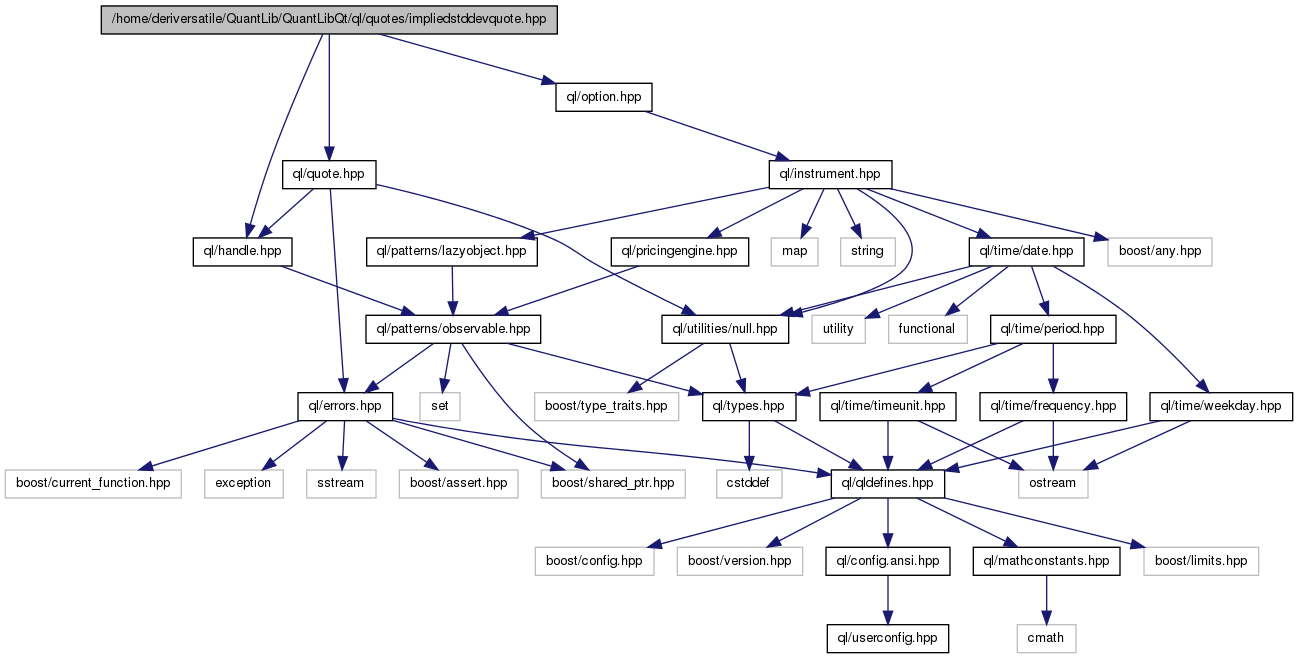 /home/deriversatile/QuantLib/QuantLibQt/ql/quotes/impliedstddevquote.hpp
ql/option.hpp
ql/quote.hpp
ql/instrument.hpp
ql/handle.hpp
ql/patterns/lazyobject.hpp
ql/pricingengine.hpp
map
string
ql/time/date.hpp
boost/any.hpp
ql/patterns/observable.hpp
ql/utilities/null.hpp
utility
functional
ql/time/period.hpp
ql/errors.hpp
set
boost/type_traits.hpp
ql/types.hpp
ql/time/timeunit.hpp
ql/time/frequency.hpp
ql/time/weekday.hpp
boost/current_function.hpp
exception
sstream
boost/assert.hpp
boost/shared_ptr.hpp
cstddef
ql/qldefines.hpp
ostream
boost/config.hpp
boost/version.hpp
ql/config.ansi.hpp
ql/mathconstants.hpp
boost/limits.hpp
ql/userconfig.hpp
cmath